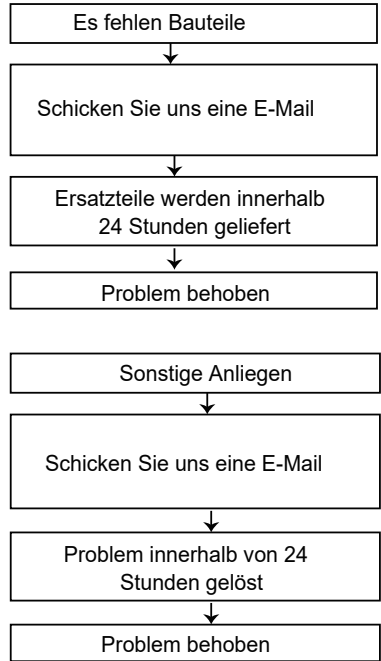 Es fehlen Bauteile
Schicken Sie uns eine E-Mail
Ersatzteile werden innerhalb
24 Stunden geliefert
Problem behoben
Sonstige Anliegen
Schicken Sie uns eine E-Mail
Problem innerhalb von 24
Stunden gelöst
Problem behoben